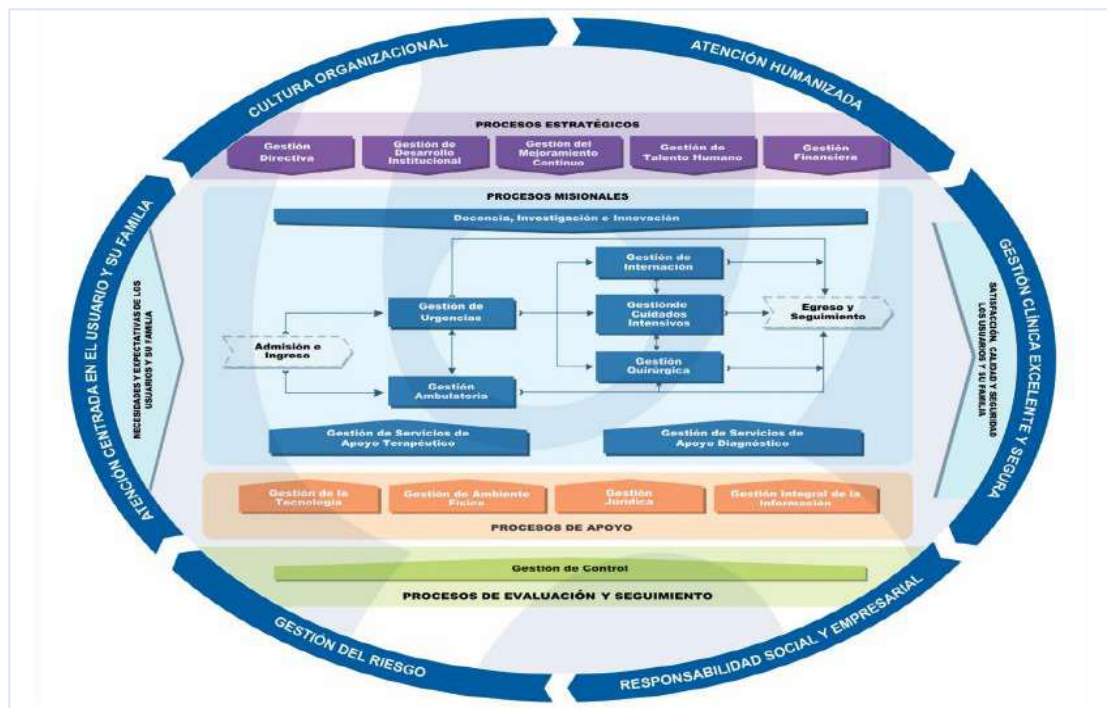 CULTURA ORGANIZACIONAL
ATENCIÓN HUMANIZADA
PROCESOS ESTRATÉGICOS
Gestión
Directiva
Gestión de
Desarrollo
Institucional
Gestión del
Mejoramiento
Continuo
Gestión de
Talento Humano
Gestión
Financiera
PROCESOS MISIONALES
Docencia, Investigación e Innovación
ATENCIÓN CENTRADA EN EL USUARIO Y SU FAMILIA
NECESIDADES Y EXPECTATIVAS DE LOS
USUARIOS Y SU FAMILIA
Admisión e
Ingreso
Gestión de
Urgencias
Gestión
Ambulatoria
Gestión de
Internación
Gestión de
Cuidados
Intensivos
Gestión
Quirúrgica
Egreso y
Seguimiento
SATISFACCIÓN, CALIDAD Y SEGURIDAD
LOS USUARIOS Y SU FAMILIA
GESTIÓN CLÍNICA EXCELENTE Y SEGURA
Gestión de Servicios de
Apoyo Terapéutico
Gestión de Servicios de
Apoyo Diagnóstico
Gestión de la
Tecnología
Gestión de Ambiente
Físico
Gestión
Jurídica
Gestión Integral de la
Información
PROCESOS DE APOYO
Gestión de Control
PROCESOS DE EVALUACIÓN Y SEGUIMIENTO
GESTIÓN DEL RIESGO
RESPONSABILIDAD SOCIAL Y EMPRESARIAL